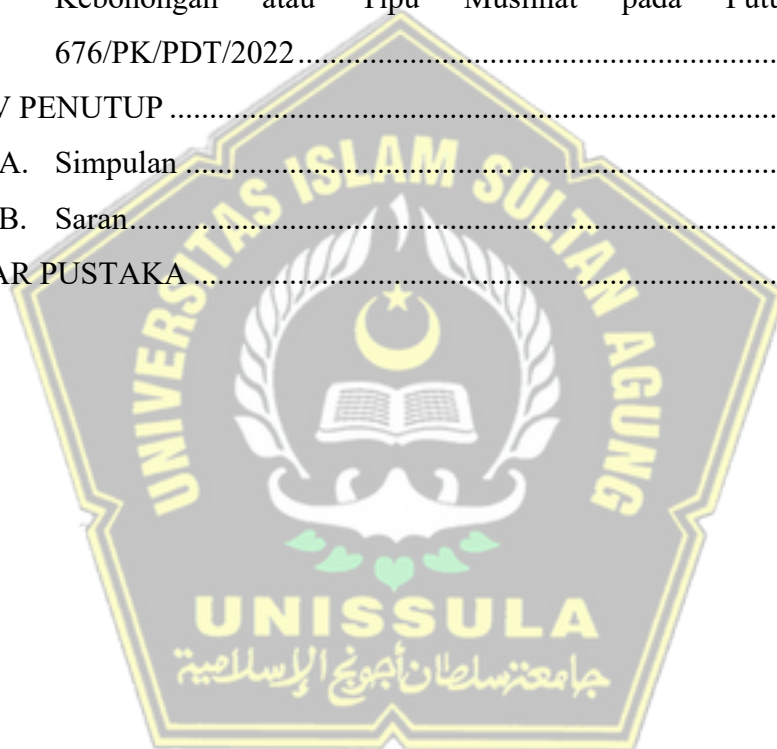 Kebohongan atau Tipu Muslihat pada Putu
676/PK/PDT/2022........................................................
V PENUTUP ........................................................
A. Simpulan ........................................................
B. Saran........................................................
AR PUSTAKA ........................................................
UNIVERSITAS ISLAM SULTAN AGUNG
UNISSULA
جامعة سلطان أجونج الإسلامية